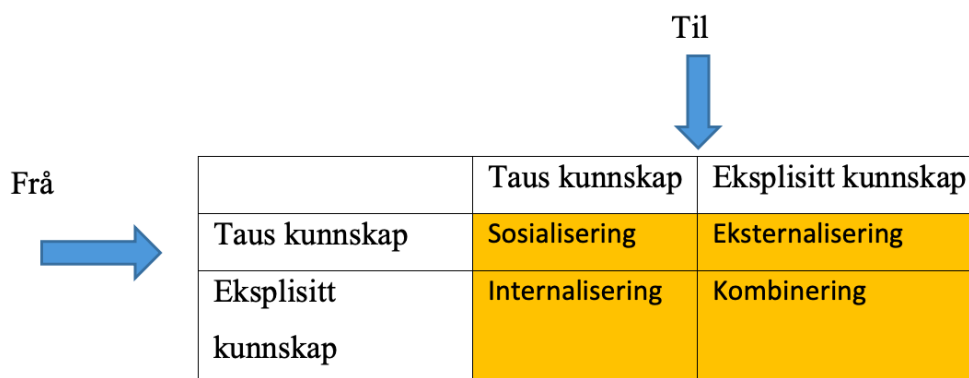 Til
Frå
Taus kunnskap Eksplisitt kunnskap
Taus kunnskap Sosialisering Eksternalisering
Eksplisitt Internalisering Kombinering
kunnskap